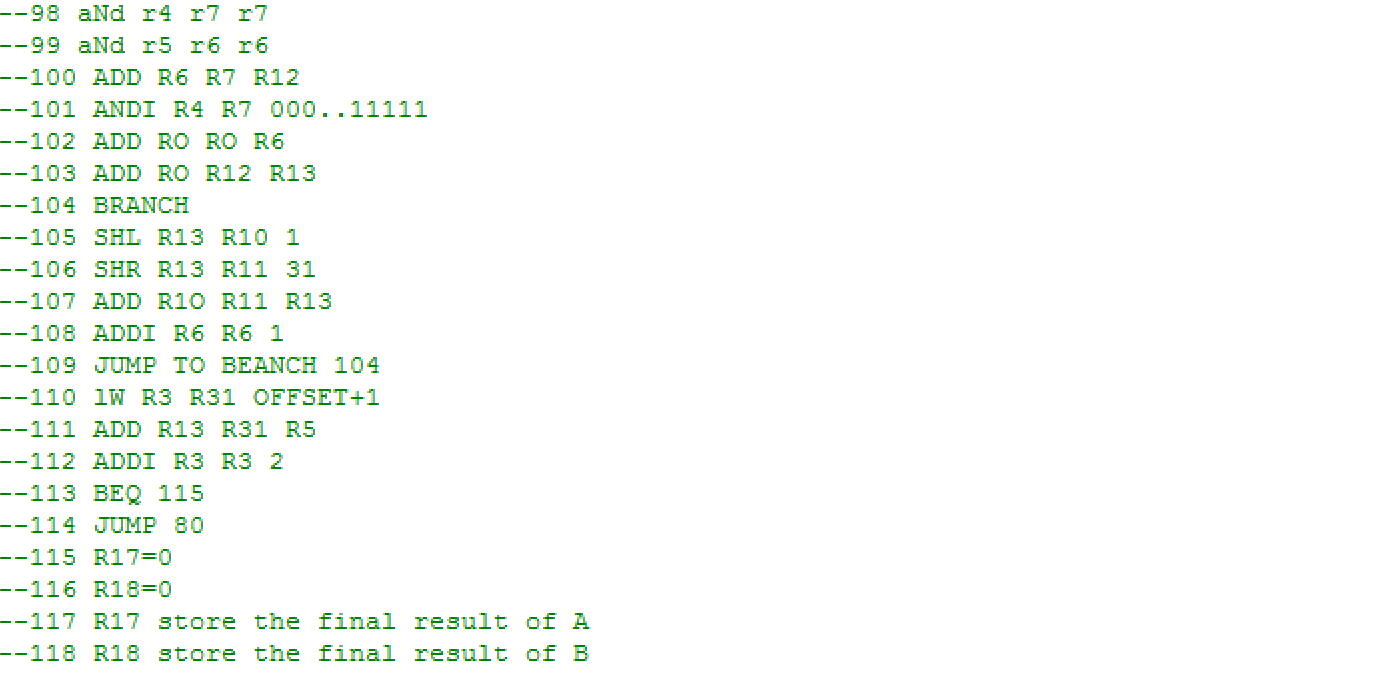 --98 aNd r4 r7 r7
--99 aNd r5 r6 r6
--100 ADD R6 R7 R12
--101 ANDI R4 R7 000..11111
--102 ADD RO RO R6
--103 ADD RO R12 R13
--104 BRANCH
--105 SHL R13 R10 1
--106 SHR R13 R11 31
--107 ADD R1O R11 R13
--108 ADDI R6 R6 1
--109 JUMP TO BEANCH 104
--110 lW R3 R31 OFFSET+1
--111 ADD R13 R31 R5
--112 ADDI R3 R3 2
--113 BEQ 115
--114 JUMP 80
--115 R17=0
--116 R18=0
--117 R17 store the final result of A
--118 R18 store the final result of B